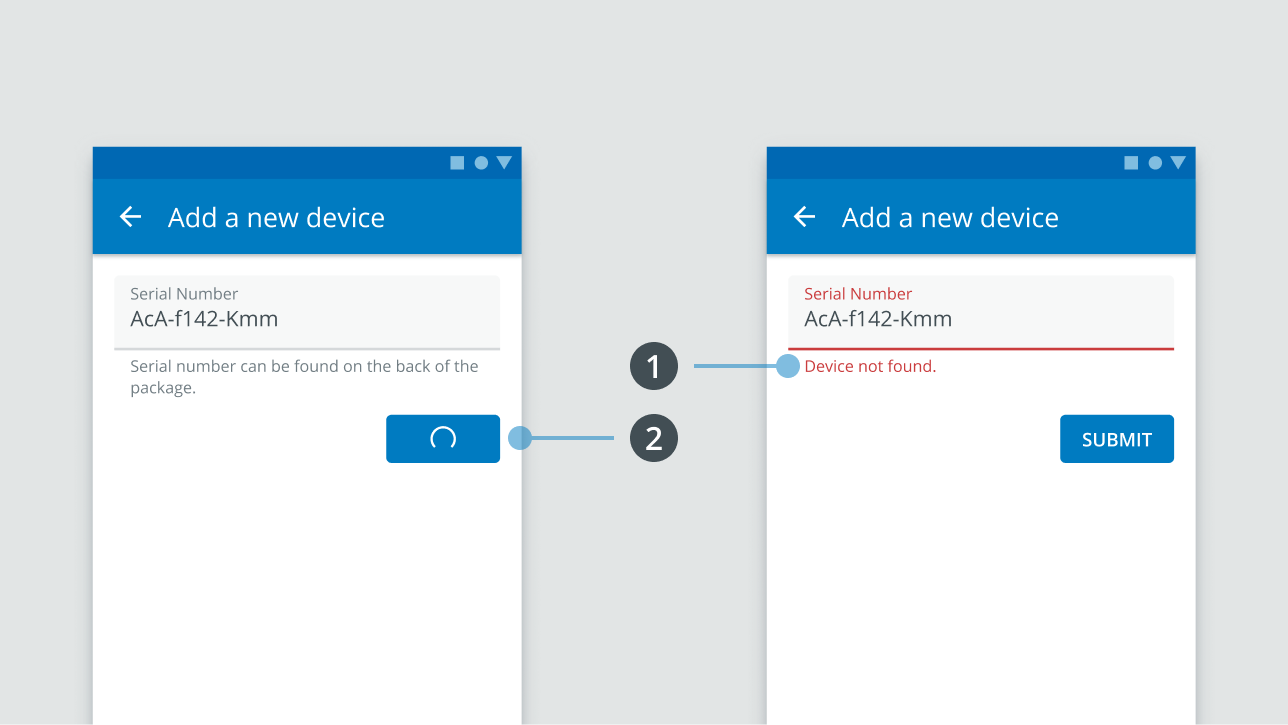 Add a new device
Serial Number
AcA-f142-Kmm
Serial number can be found on the back of the
package.
1
2
Add a new device
Serial Number
AcA-f142-Kmm
Device not found.
SUBMIT